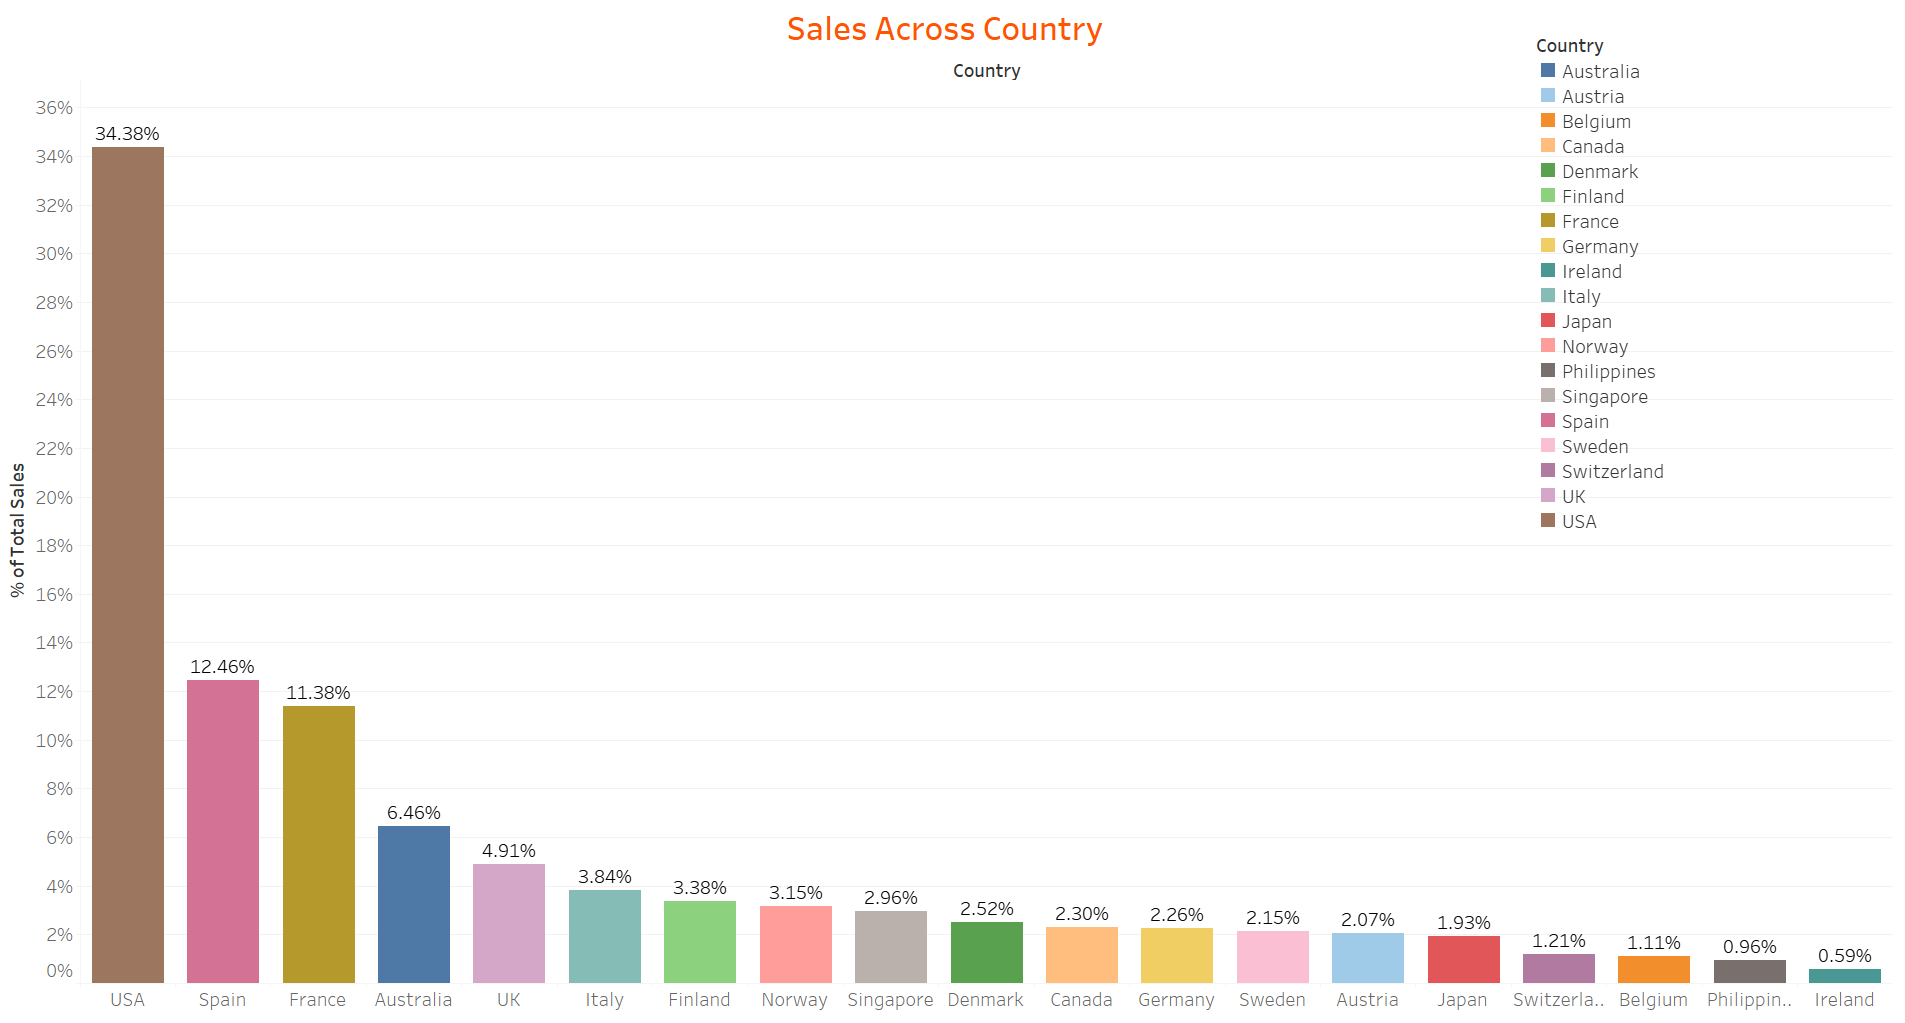 Sales Across Country
Country
Country
Australia
Austria
Belgium
Canada
Denmark
Finland
France
Germany
Ireland
Italy
Japan
Norway
Philippines
Singapore
Spain
Sweden
Switzerland
UK
USA
% of Total Sales
36%
34%
32%
30%
28%
26%
24%
22%
20%
18%
16%
14%
12%
10%
8%
6%
4%
2%
0%
34.38%
12.46%
11.38%
6.46%
4.91%
3.84%
3.38%
3.15%
2.96%
2.52%
2.30%
2.26%
2.15%
2.07%
1.93%
1.21%
1.11%
0.96%
0.59%
USA Spain France Australia UK Italy Finland Norway Singapore Denmark Canada Germany Sweden Austria Japan Switzerla.. Belgium Philippin.. Ireland